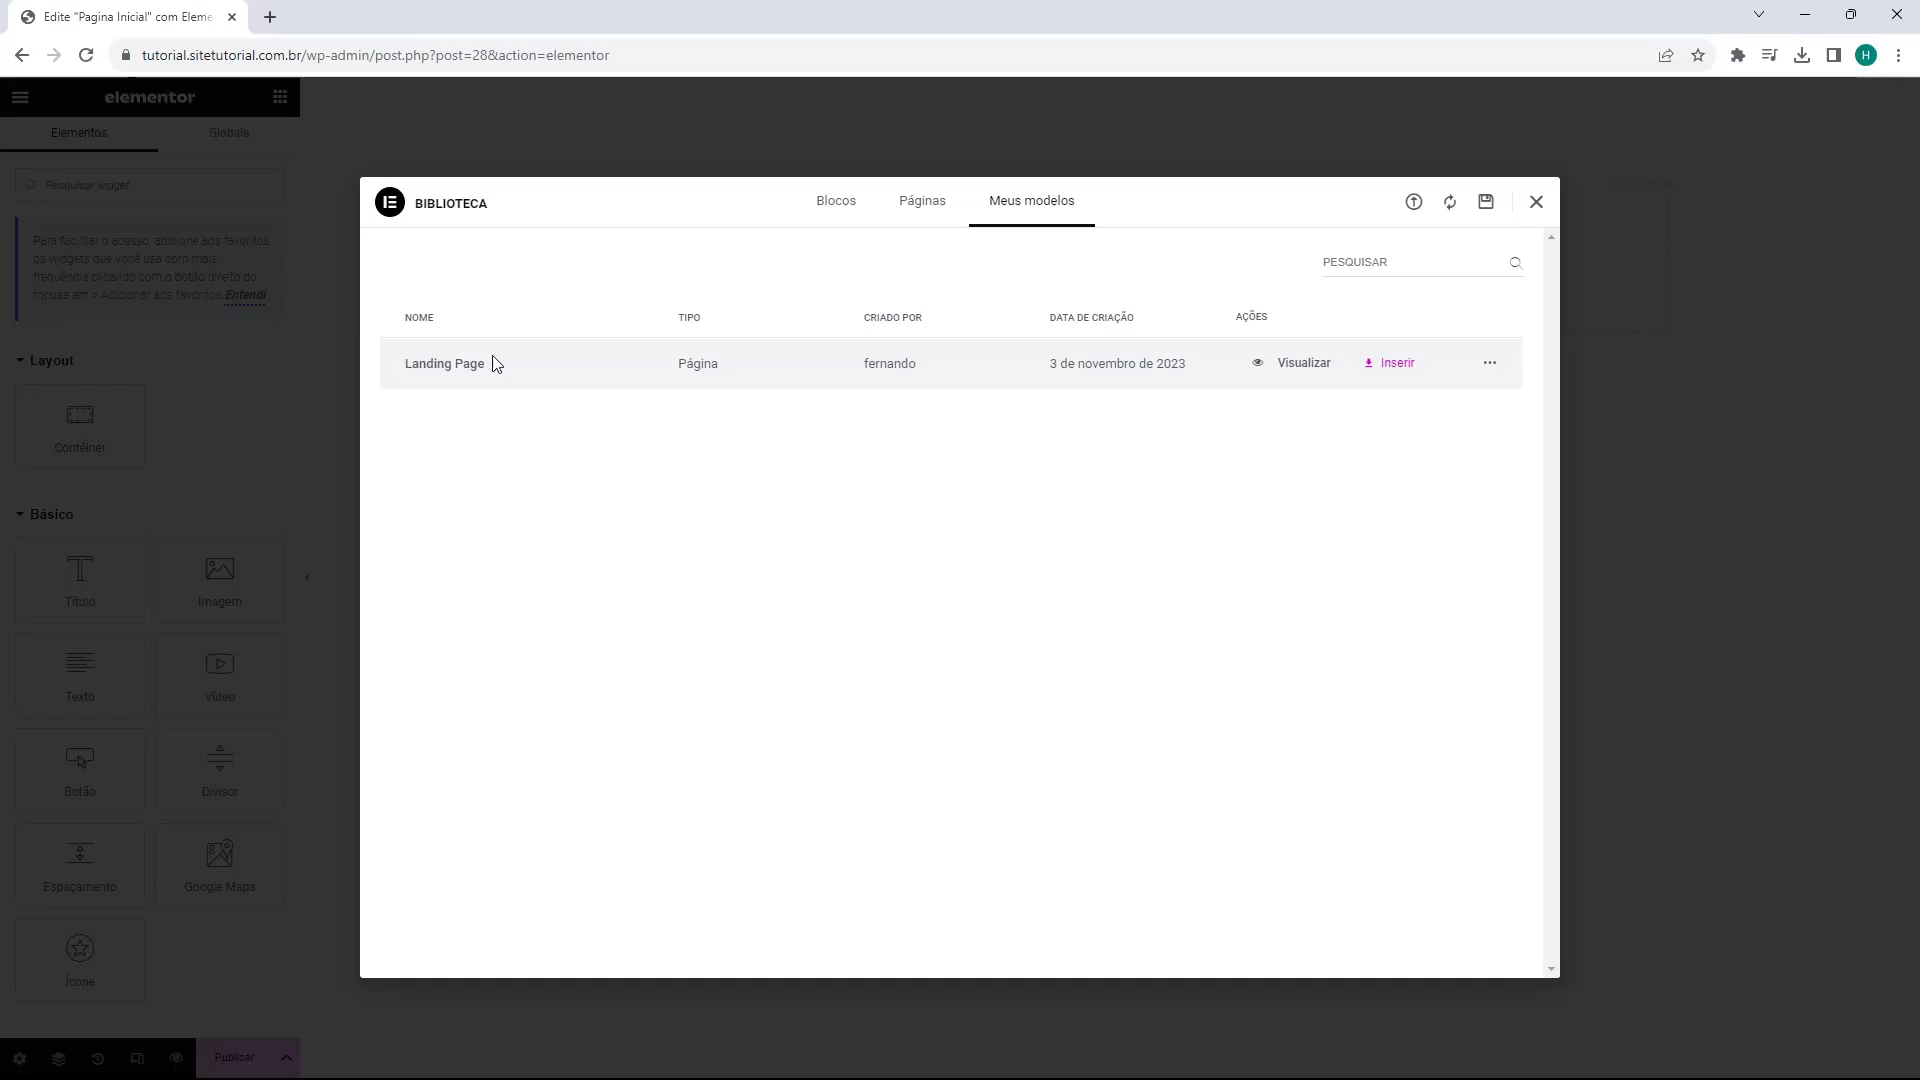 Edite "Pagina Inicial" com Eleme
tutorial.sitetutorial.com.br/wp-admin/post.php?post=28&action=elementor
H
elementor
Elementos
Globais
Pesquisar widget
Para facilitar o acesso, adicione aos favoritos
os widgets que você usa com mais
frequência clicando com o botão direito do
mouse em > Adicionar aos favoritos. Entendi
Layout
Contêiner
Básico
Título
Imagem
Texto
Vídeo
Botão
Divisor
Espaçamento
Google Maps
Ícone
Publicar
BIBLIOTECA
Blocos
Páginas
Meus modelos
PESQUISAR
NOME
TIPO
CRIADO POR
DATA DE CRIAÇÃO
AÇÕES
Landing Page
Página
fernando
3 de novembro de 2023
Visualizar
Inserir